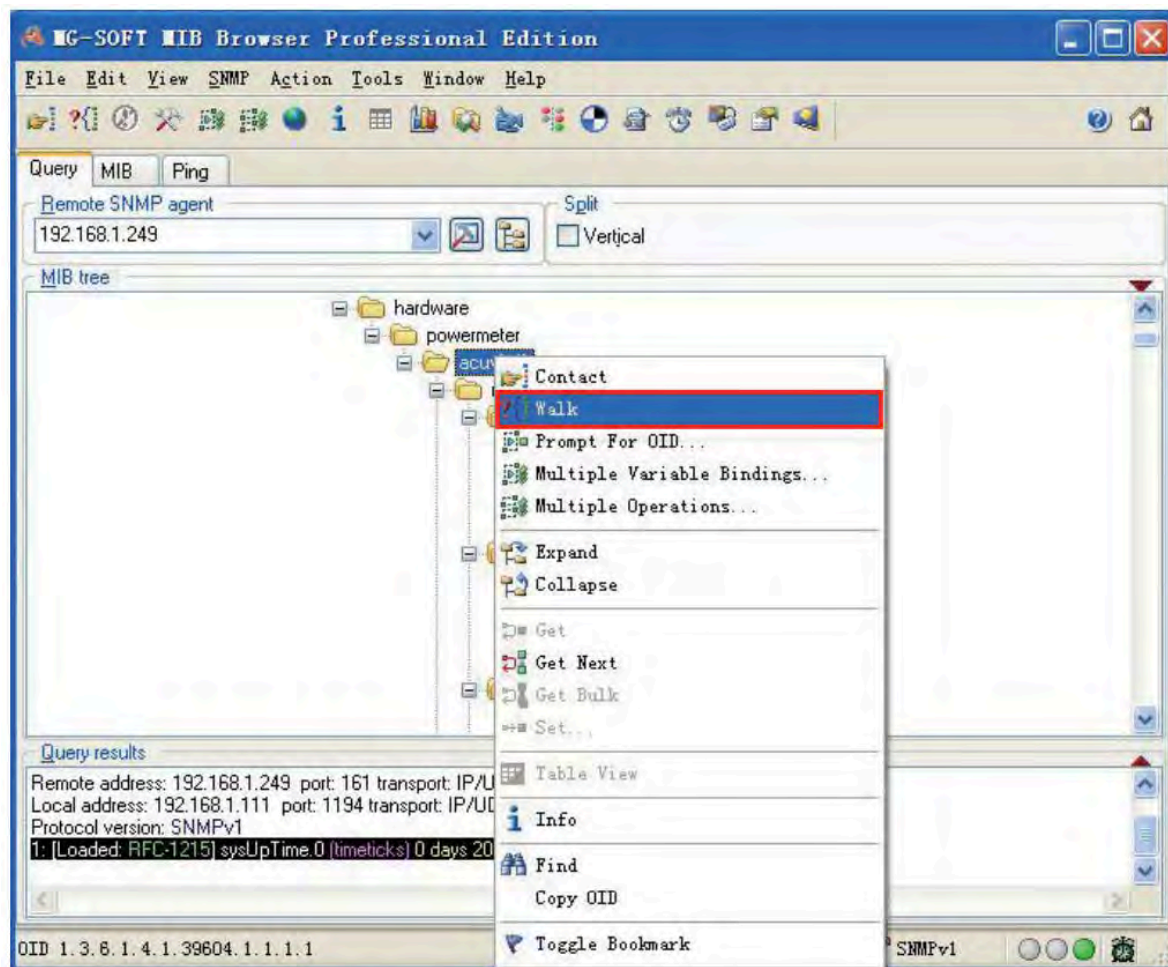 MG-SOFT MIB Browser Professional Edition
File Edit View SNMP Action Tools Window Help
Query MIB Ping
Remote SNMP agent
Split
192.168.1.249
Vertical
MIB tree
hardware
powermeter
Contact
Walk
Prompt For OID...
Multiple Variable Bindings...
Multiple Operations...
Expand
Collapse
Get
Get Next
Get Bulk
Set...
Table View
Info
Find
Copy OID
Toggle Bookmark
Query results
Remote address: 192.168.1.249 port: 161 transport: IP/U
Local address: 192.168.1.111 port: 1194 transport: IP/UD
Protocol version: SNMPv1
1: [Loaded: RFC-1215] sysUpTime.0 (timeticks) 0 days 20
OID 1.3.6.1.4.1.39604.1.1.1.1
SNMPv1